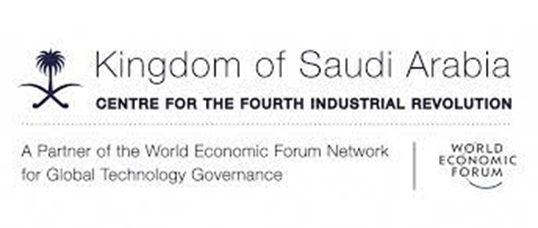 Kingdom of Saudi Arabia
CENTRE FOR THE FOURTH INDUSTRIAL REVOLUTION
A Partner of the World Economic Forum Network
for Global Technology Governance
WORLD
ECONOMIC
FORUM